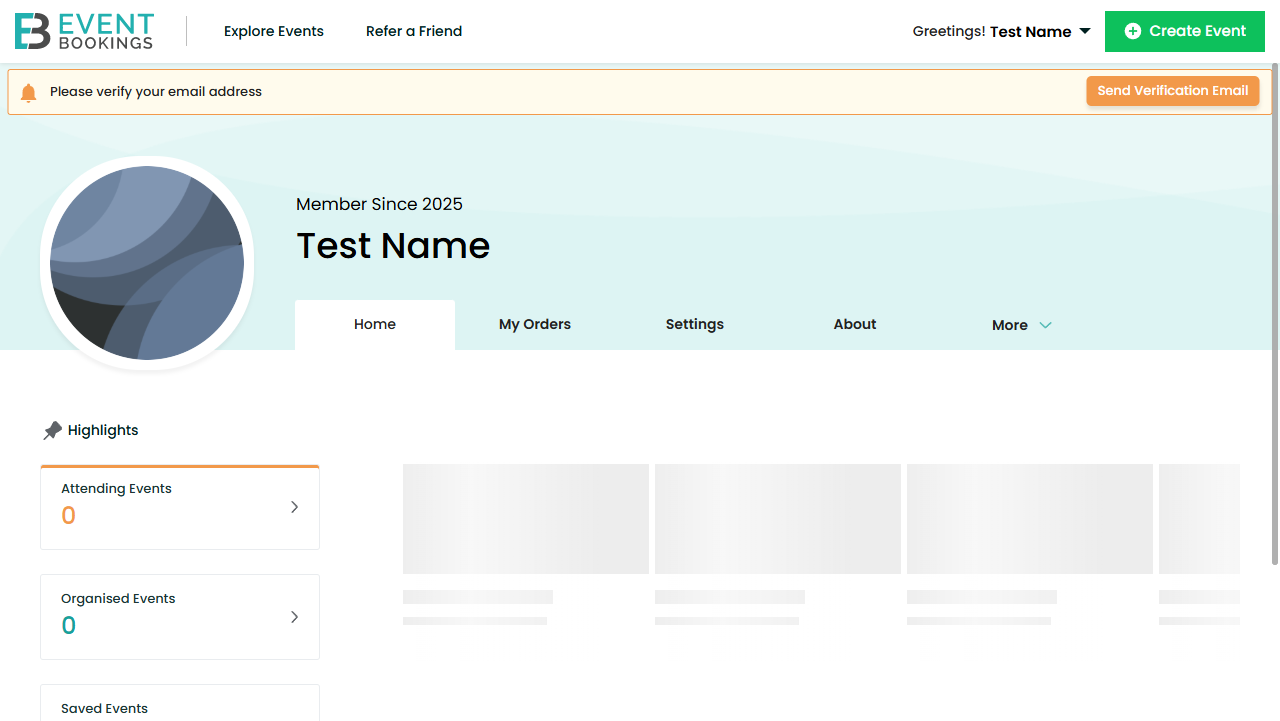 EVENT
BOOKINGS
Explore Events
Refer a Friend
Greetings! Test Name
Create Event
Please verify your email address
Send Verification Email
Member Since 2025
Test Name
Home
My Orders
Settings
About
More
Highlights
Attending Events
0
Organised Events
0
Saved Events